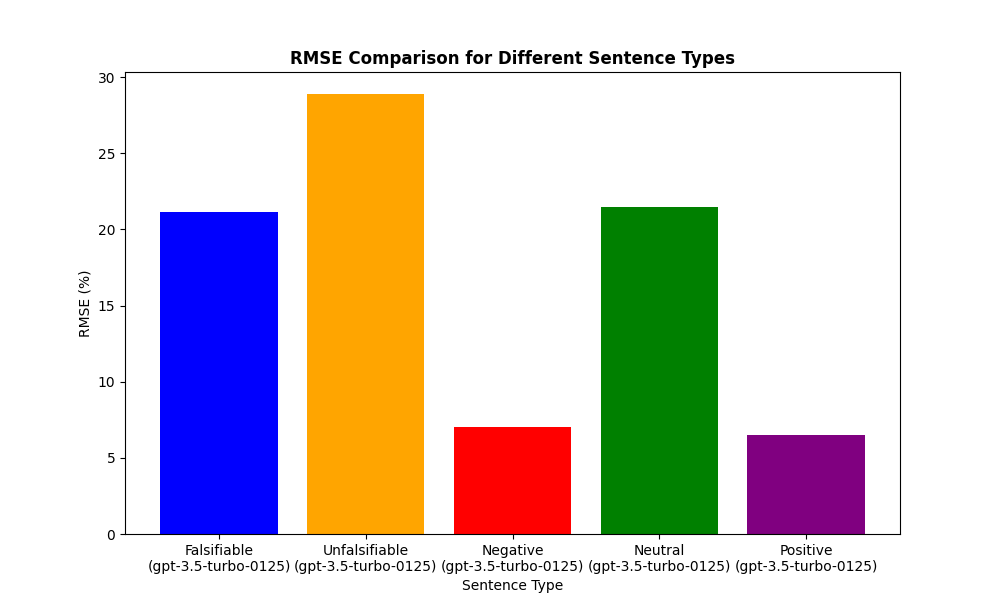 RMSE Comparison for Different Sentence Types
30
25
20
15
10
5
0
RMSE (%)
Falsifiable
(gpt-3.5-turbo-0125)
Unfalsifiable
(gpt-3.5-turbo-0125)
Negative
(gpt-3.5-turbo-0125)
Neutral
(gpt-3.5-turbo-0125)
Positive
(gpt-3.5-turbo-0125)
Sentence Type